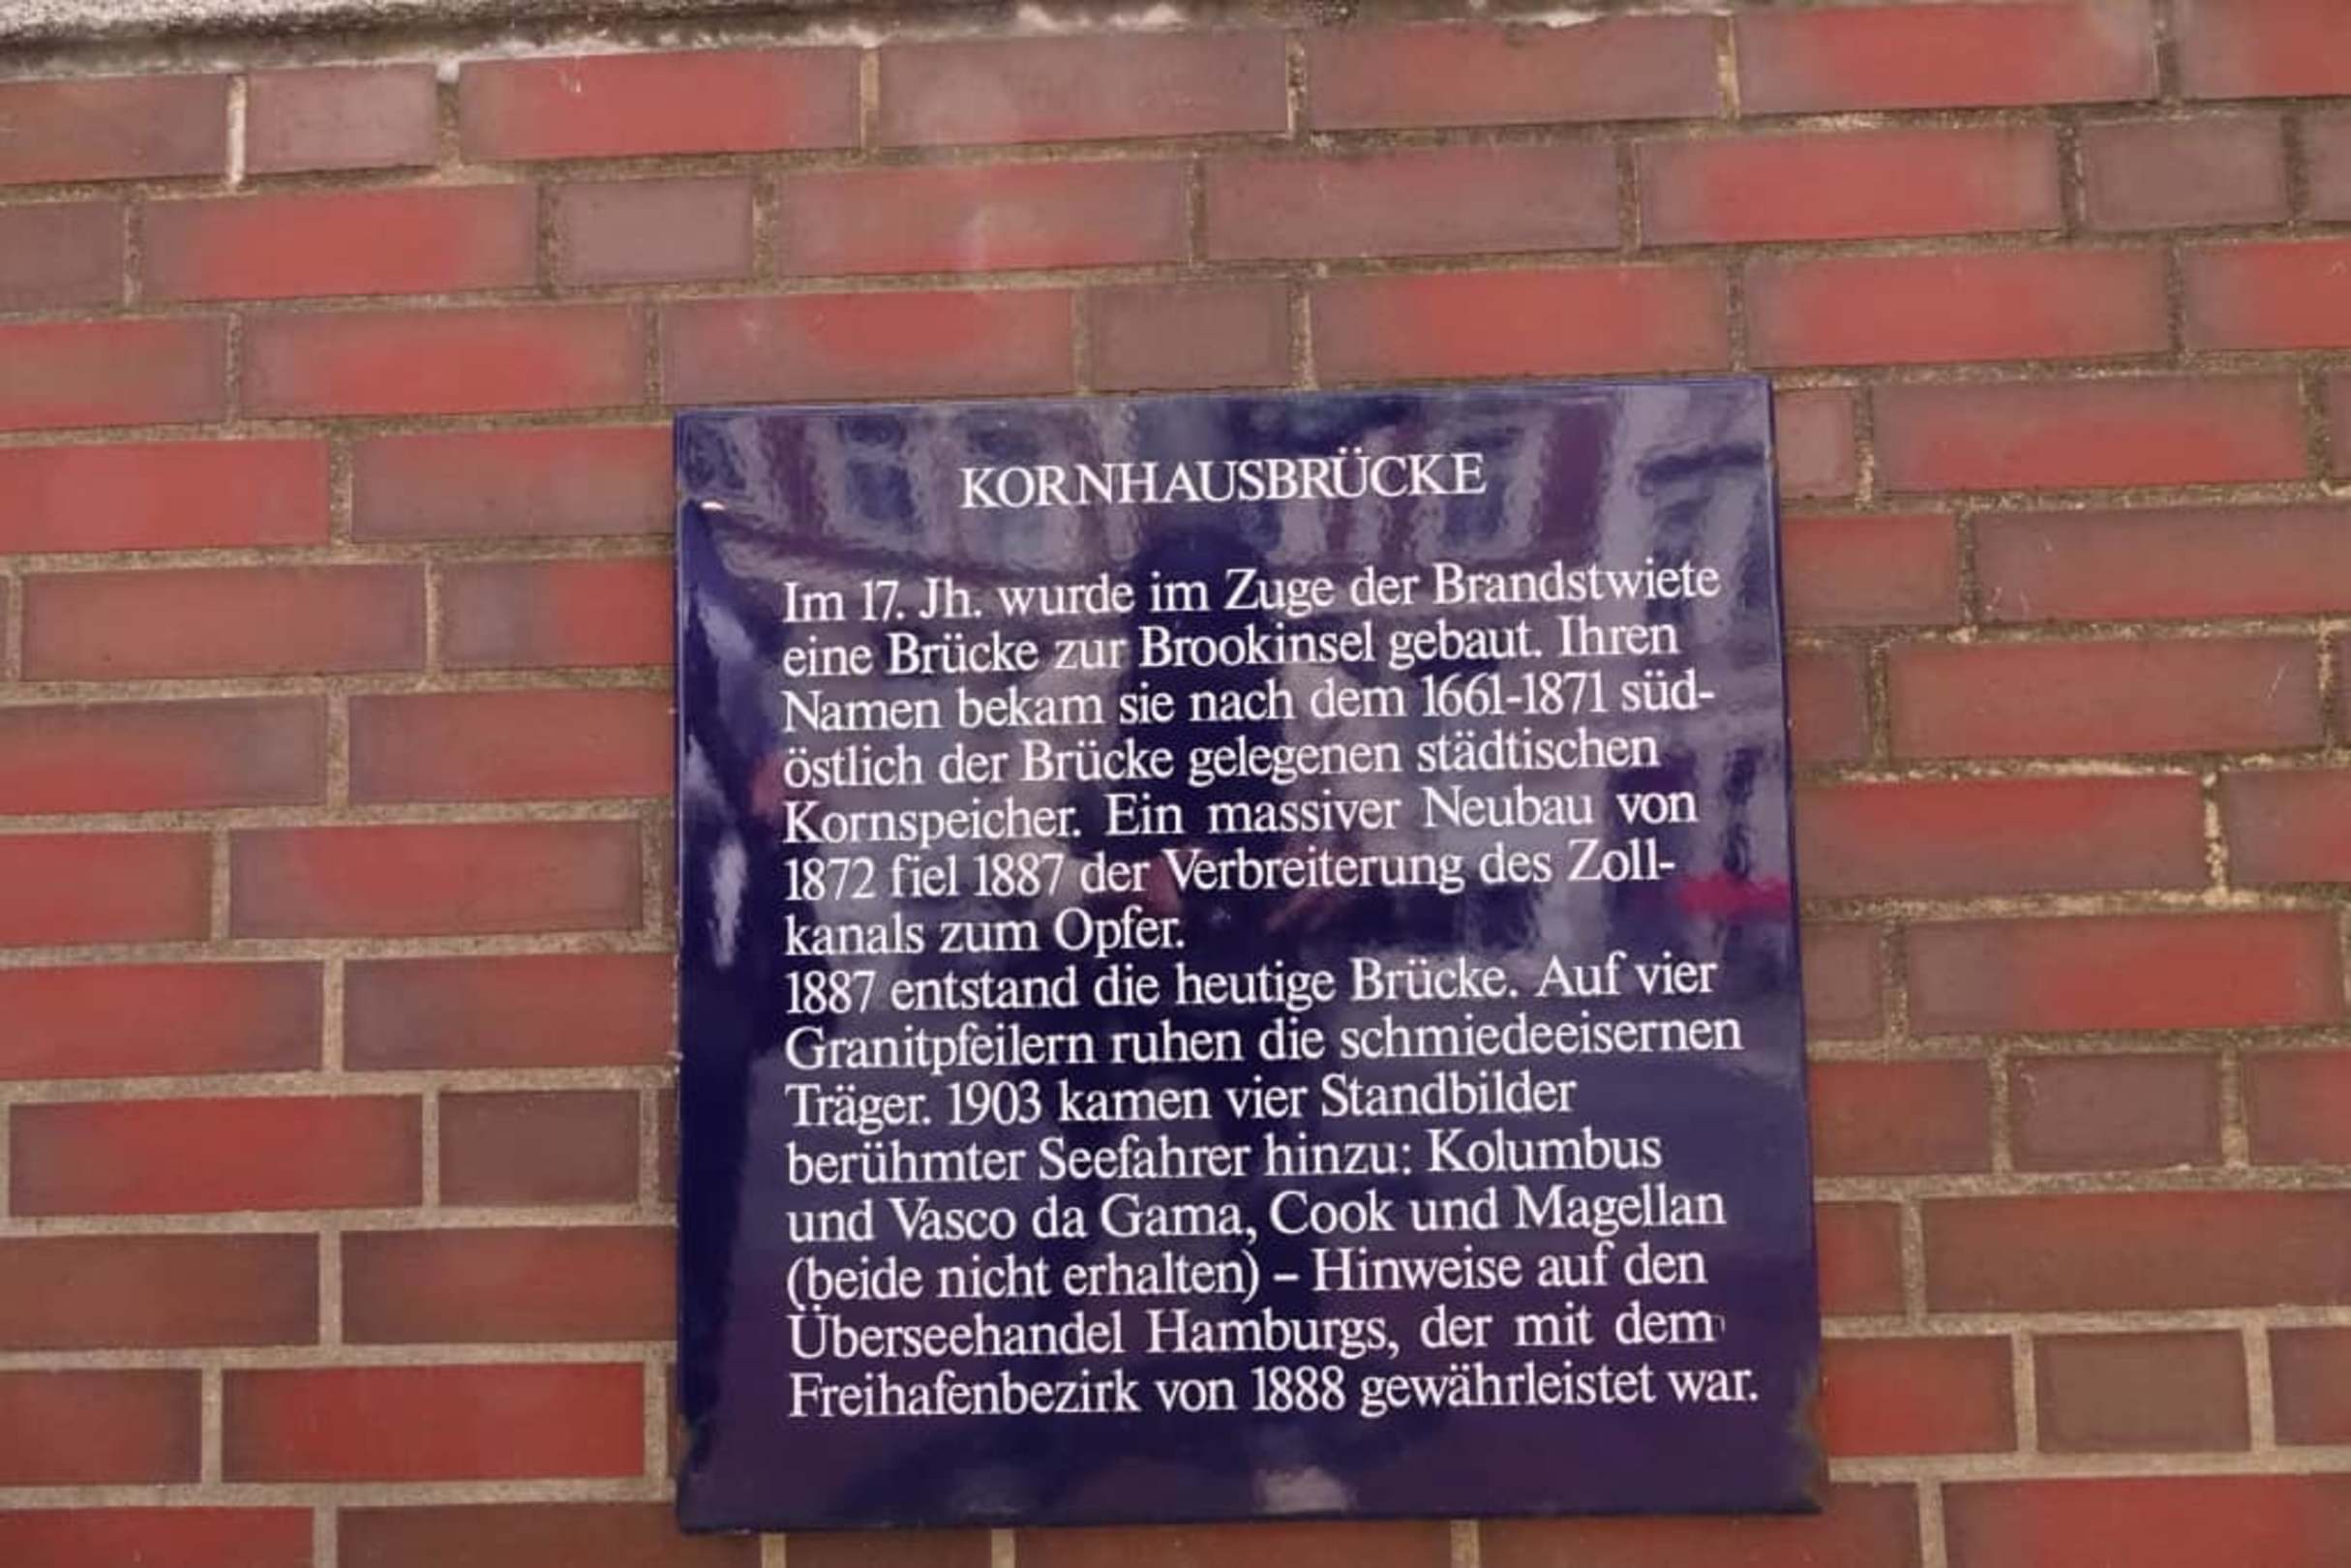 KORNHAUSBRÜCKE
Im 17. Jh. wurde im Zuge der Brandstwiete
eine Brücke zur Brookinsel gebaut. Ihren
Namen bekam sie nach dem 1661-1871 süd-
östlich der Brücke gelegenen städtischen
Kornspeicher. Ein massiver Neubau von
1872 fiel 1887 der Verbreiterung des Zoll-
kanals zum Opfer.
1887 entstand die heutige Brücke. Auf vier
Granitpfeilern ruhen die schmiedeeisernen
Träger. 1903 kamen vier Standbilder
berühmter Seefahrer hinzu: Kolumbus
und Vasco da Gama, Cook und Magellan
(beide nicht erhalten) – Hinweise auf den
Überseehandel Hamburgs, der mit dem
Freihafenbezirk von 1888 gewährleistet war.